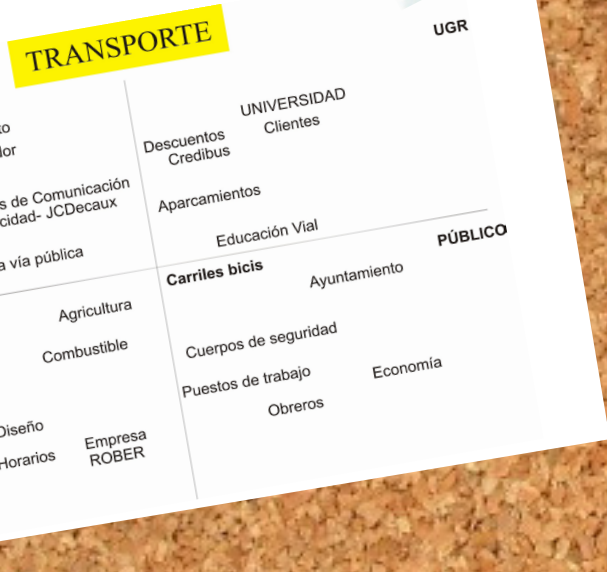 TRANSPORTE
UGR
UNIVERSIDAD
Descuentos
Clientes
Credibus
s de Comunicación
cidad- JCDecaux
Aparcamientos
a vía pública
Educación Vial
PÚBLICO
Carriles bicis
Ayuntamiento
Agricultura
Combustible
Cuerpos de seguridad
Puestos de trabajo
Economía
Obreros
Diseño
Horarios
Empresa
ROBER